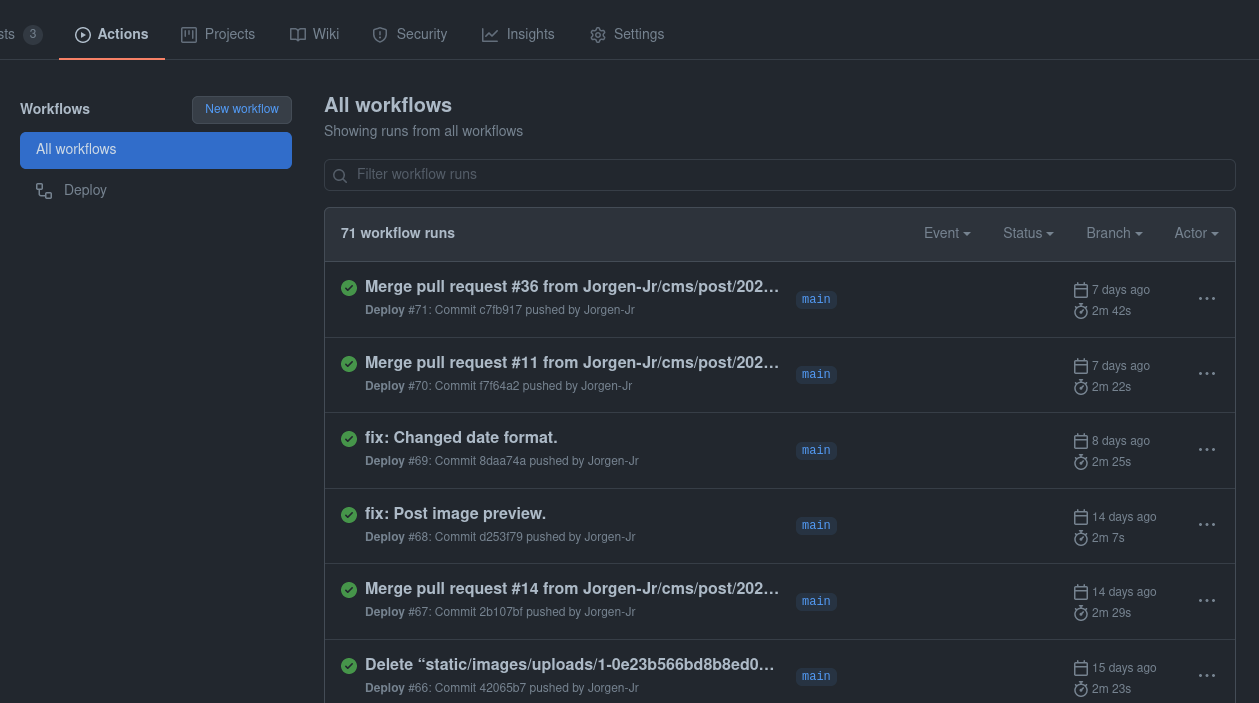 sts 3 Actions Projects Wiki Security Insights Settings
Workflows
New workflow
All workflows
Deploy
All workflows
Showing runs from all workflows
Filter workflow runs
71 workflow runs Event Status Branch Actor
Merge pull request #36 from Jorgen-Jr/cms/post/202...
Deploy #71: Commit c7fb917 pushed by Jorgen-Jr
main
7 days ago
2m 42s
Merge pull request #11 from Jorgen-Jr/cms/post/202...
Deploy #70: Commit f7f64a2 pushed by Jorgen-Jr
main
7 days ago
2m 22s
fix: Changed date format.
Deploy #69: Commit 8daa74a pushed by Jorgen-Jr
main
8 days ago
2m 25s
fix: Post image preview.
Deploy #68: Commit d253f79 pushed by Jorgen-Jr
main
14 days ago
2m 7s
Merge pull request #14 from Jorgen-Jr/cms/post/202...
Deploy #67: Commit 2b107bf pushed by Jorgen-Jr
main
14 days ago
2m 29s
Delete “static/images/uploads/1-0e23b566bd8b8ed0...
Deploy #66: Commit 42065b7 pushed by Jorgen-Jr
main
15 days ago
2m 23s